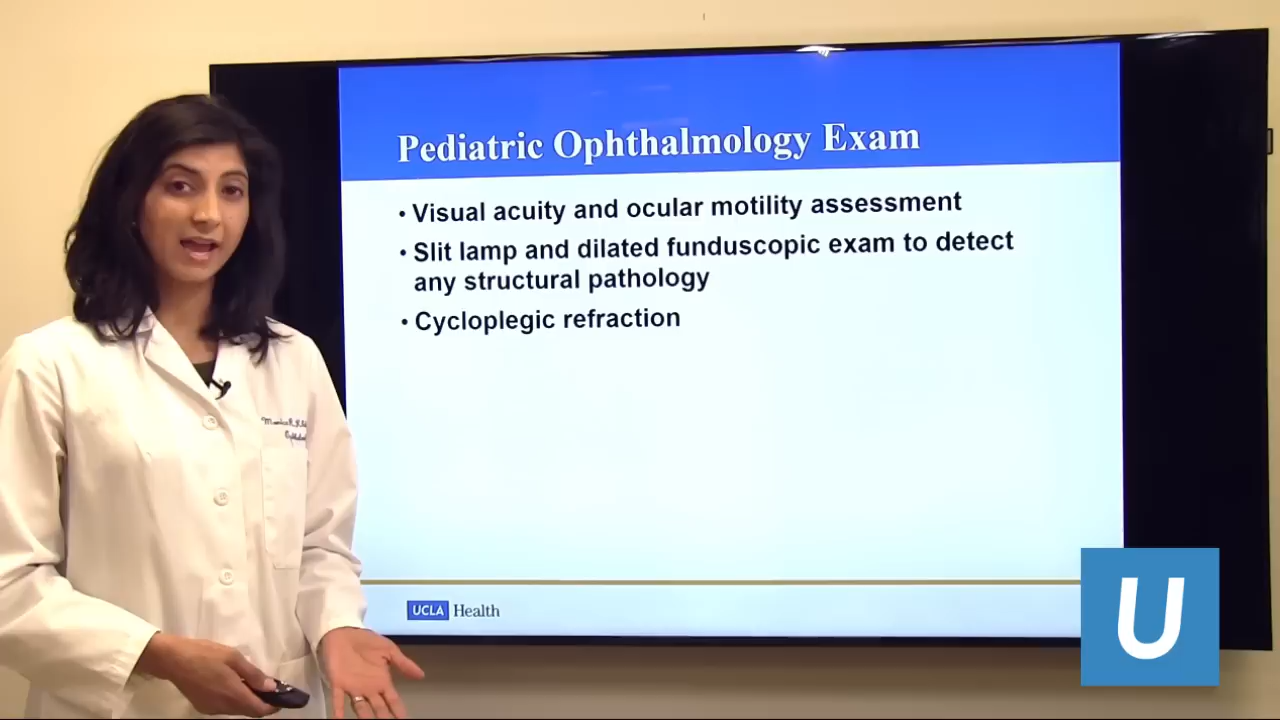 Pediatric Ophthalmology Exam
• Visual acuity and ocular motility assessment
• Slit lamp and dilated funduscopic exam to detect
any structural pathology
• Cycloplegic refraction
UCLA Health
U